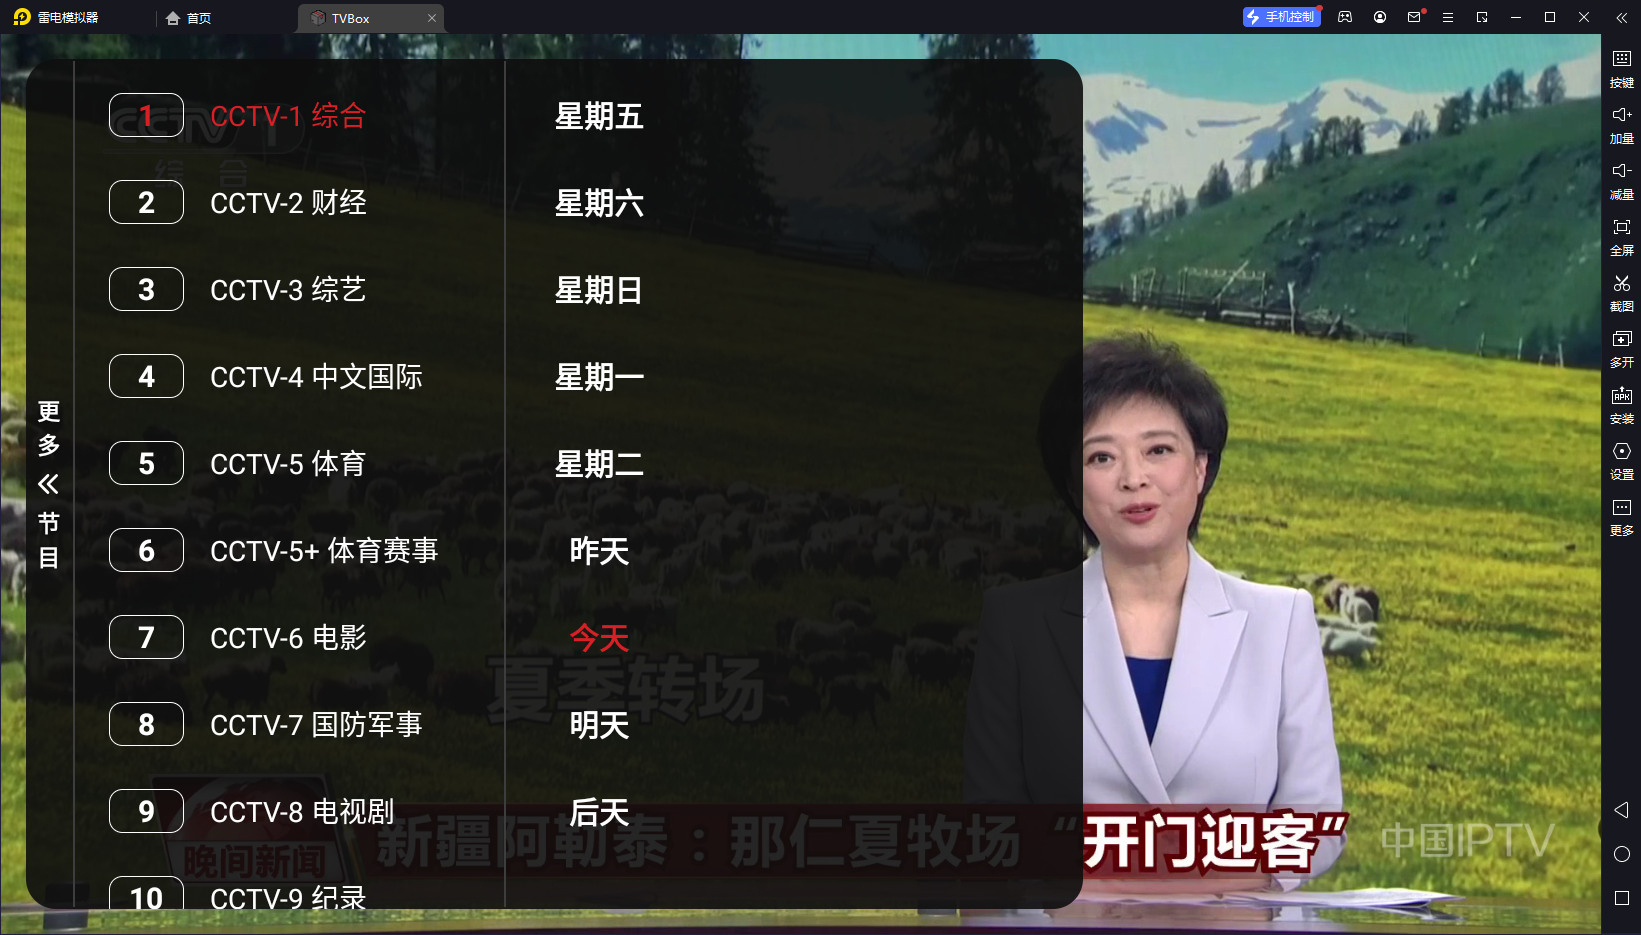 雷电模拟器
首页
TVBox
手机控制
按键
加量
减量
全屏
截图
多开
APK
安装
设置
更多
更多
节目
CCTV 1
综合
1 CCTV-1 综合
2 CCTV-2 财经
3 CCTV-3 综艺
4 CCTV-4 中文国际
5 CCTV-5 体育
6 CCTV-5+ 体育赛事
7 CCTV-6 电影
8 CCTV-7 国防军事
9 CCTV-8 电视剧
10 CCTV-9 纪录
星期五
星期六
星期日
星期一
星期二
昨天
今天
明天
后天
夏季转场
晚间新闻
新疆阿勒泰：那仁夏牧场“开门迎客”
中国IPTV